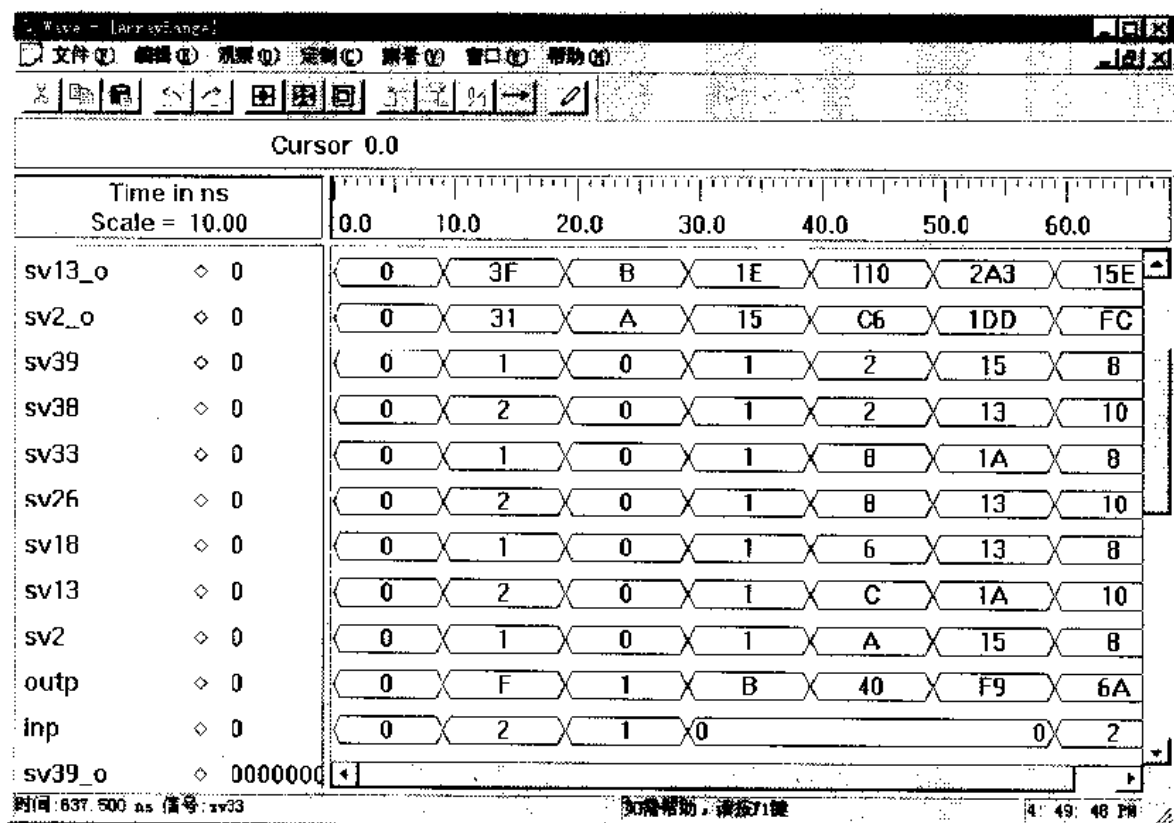 Wave - [ArrayRange]
文件(F) 编辑(E) 观察(O) 定制(C) 察看(V) 窗口(W) 帮助(H)
Cursor 0.0
Time in ns
Scale = 10.00
0.0 10.0 20.0 30.0 40.0 50.0 60.0
sv13_o 0 0 3F B 1E 110 2A3 15E
sv2_o 0 0 31 A 15 C6 1DD FC
sv39 0 0 1 0 1 2 15 8
sv38 0 0 2 0 1 2 13 10
sv33 0 0 1 0 1 8 1A 8
sv26 0 0 2 0 1 8 13 10
sv18 0 0 1 0 1 6 13 8
sv13 0 0 2 0 1 C 1A 10
sv2 0 0 1 0 1 A 15 8
outp 0 0 F 1 B 40 F9 6A
inp 0 0 2 1 0 0 2
sv39_o 0000000
时间:637.500 ns 信号:sv33 如需帮助，请按F1键 4:49:48 PM